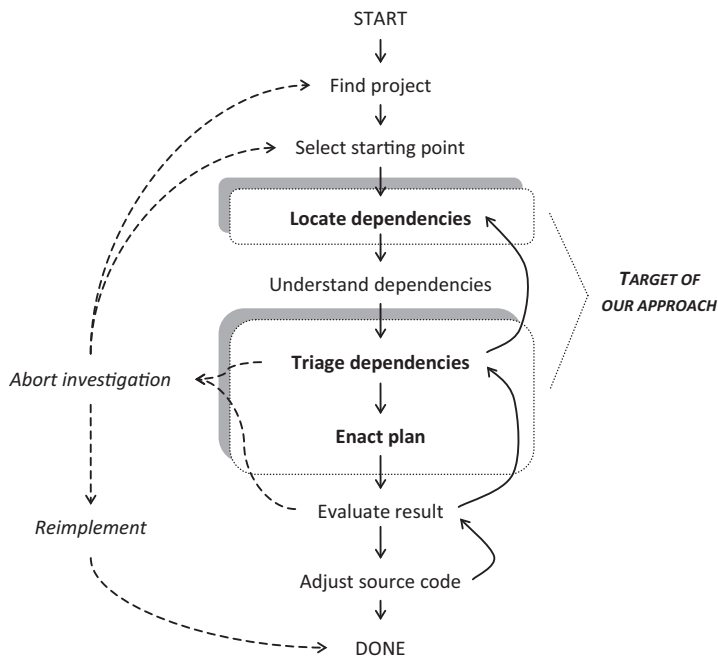 START
Find project
Select starting point
Locate dependencies
Understand dependencies
TARGET OF
OUR APPROACH
Triage dependencies
Abort investigation
Enact plan
Evaluate result
Reimplement
Adjust source code
DONE